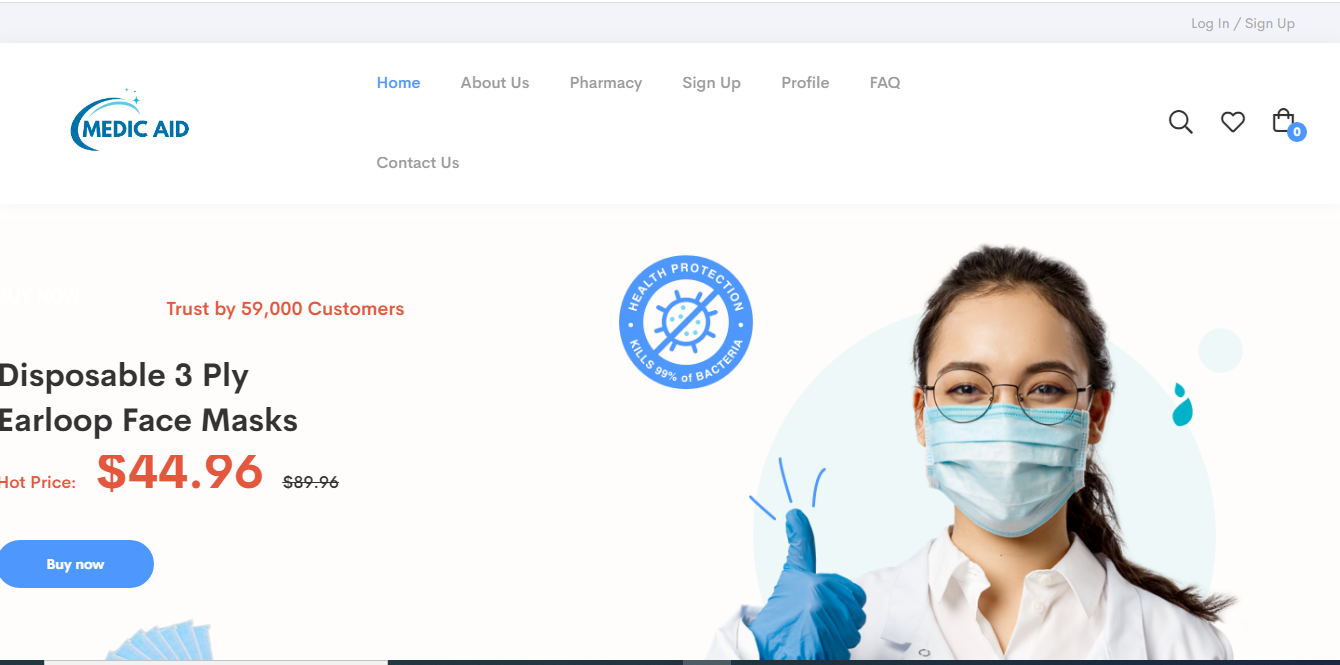 Log In / Sign Up
MEDIC AID
Home About Us Pharmacy Sign Up Profile FAQ
0
Contact Us
HEALTH PROTECTION
KILLS 99% of BACTERIA
Trust by 59,000 Customers
Disposable 3 Ply
Earloop Face Masks
Hot Price: $44.96 $89.96
Buy now